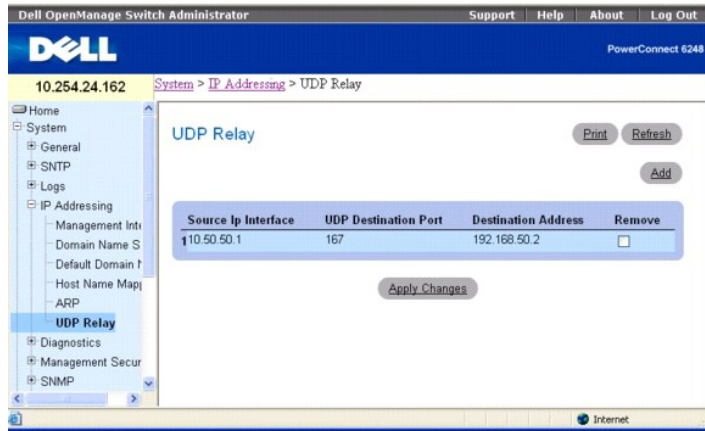 Dell OpenManage Switch Administrator Support Help About Log Out
DELL
PowerConnect 6248
10.254.24.162 System > IP Addressing > UDP Relay
Home
System
General
SNTP
Logs
IP Addressing
Management Inte
Domain Name S
Default Domain N
Host Name Mapp
ARP
UDP Relay
Diagnostics
Management Secur
SNMP
UDP Relay
Print Refresh
Add
Source Ip Interface UDP Destination Port Destination Address Remove
1 10.50.50.1 167 192.168.50.2
Apply Changes
Internet